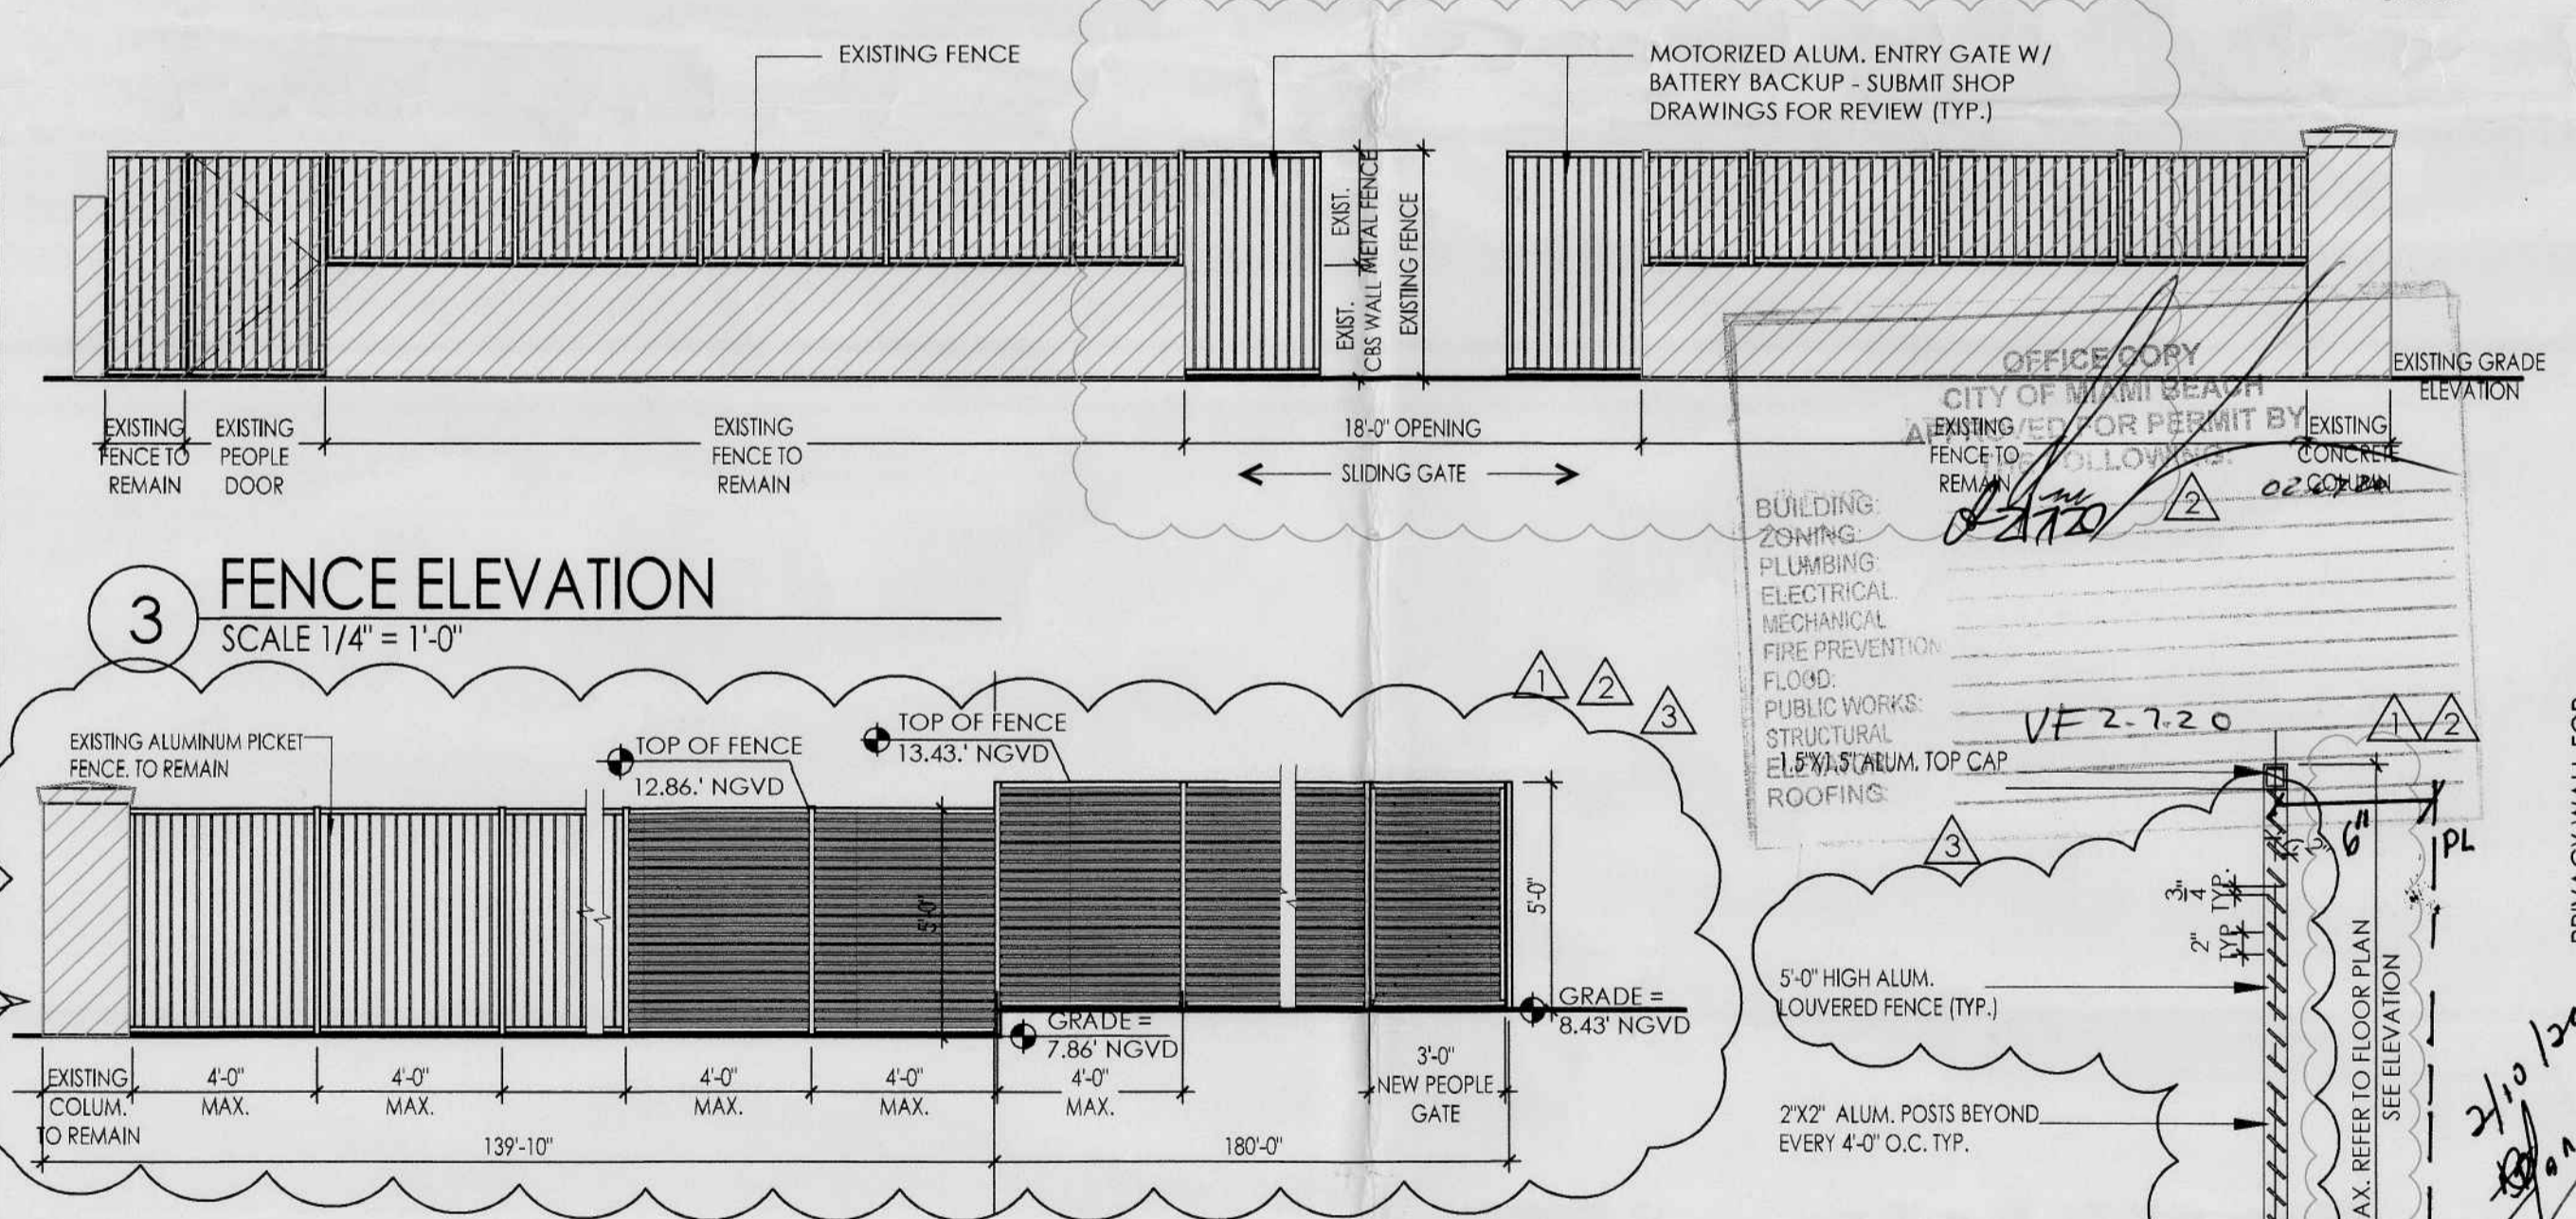 EXISTING FENCE
MOTORIZED ALUM. ENTRY GATE W/
BATTERY BACKUP - SUBMIT SHOP
DRAWINGS FOR REVIEW (TYP.)
EXIST.
METAL FENCE
EXIST.
CBS WALL
EXISTING FENCE
EXISTING GRADE
ELEVATION
EXISTING
FENCE TO
REMAIN
EXISTING
PEOPLE
DOOR
EXISTING
FENCE TO
REMAIN
18'-0" OPENING
SLIDING GATE
EXISTING
FENCE TO
REMAIN
EXISTING
CONCRETE
COLUMN
2
OFFICE COPY
CITY OF MIAMI BEACH
APPROVED FOR PERMIT BY
THE FOLLOWING:
BUILDING:
ZONING:
PLUMBING:
ELECTRICAL:
MECHANICAL
FIRE PREVENTION
FLOOD:
PUBLIC WORKS:
STRUCTURAL
ELEVATOR
ROOFING:
VF 2-7-20
3
FENCE ELEVATION
SCALE 1/4" = 1'-0"
1
2
3
EXISTING ALUMINUM PICKET
FENCE. TO REMAIN
TOP OF FENCE
12.86.' NGVD
TOP OF FENCE
13.43.' NGVD
5'-0"
5'-0"
GRADE =
7.86' NGVD
GRADE =
8.43' NGVD
EXISTING
COLUM.
TO REMAIN
4'-0"
MAX.
4'-0"
MAX.
4'-0"
MAX.
4'-0"
MAX.
4'-0"
MAX.
3'-0"
NEW PEOPLE
GATE
139'-10"
180'-0"
1
2
1.5"X1.5" ALUM. TOP CAP
6"
PL
3
3"
4
TYP.
2"
TYP
5'-0" HIGH ALUM.
LOUVERED FENCE (TYP.)
2"X2" ALUM. POSTS BEYOND
EVERY 4'-0" O.C. TYP.
AX. REFER TO FLOOR PLAN
SEE ELEVATION